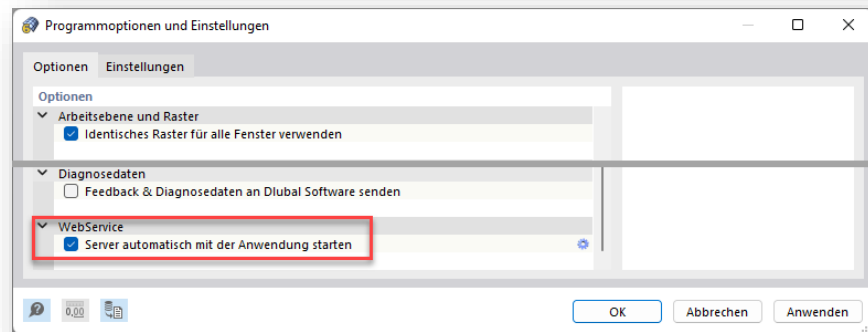 Programmoptionen und Einstellungen
Optionen Einstellungen
Optionen
Arbeitsebene und Raster
Identisches Raster für alle Fenster verwenden
Diagnosedaten
Feedback & Diagnosedaten an Dlubal Software senden
WebService
Server automatisch mit der Anwendung starten
0,00 OK Abbrechen Anwenden